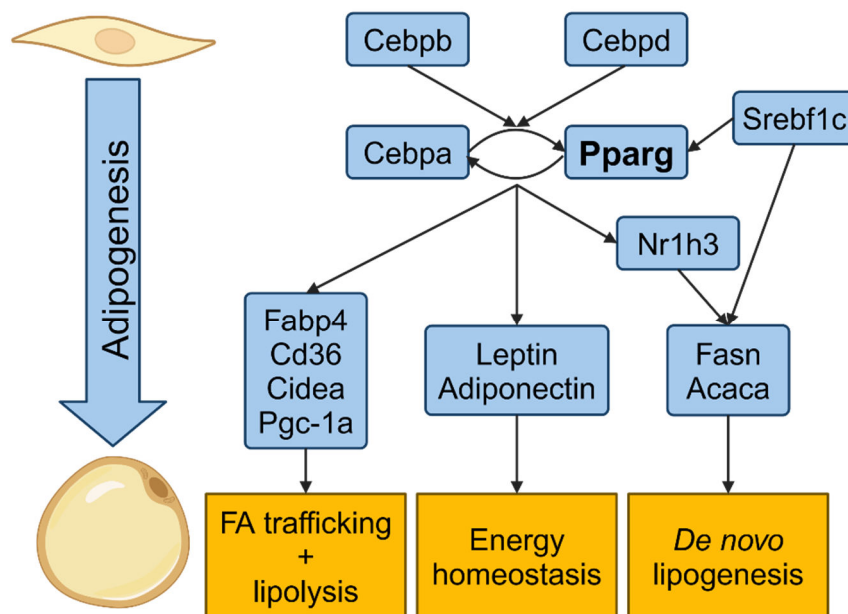 Cebpb
Cebpd
Srebf1c
Cebpa
Pparg
Nr1h3
Adipogenesis
Fabp4
Cd36
Cidea
Pgc-1a
Leptin
Adiponectin
Fasn
Acaca
FA trafficking
+
lipolysis
Energy
homeostasis
De novo
lipogenesis